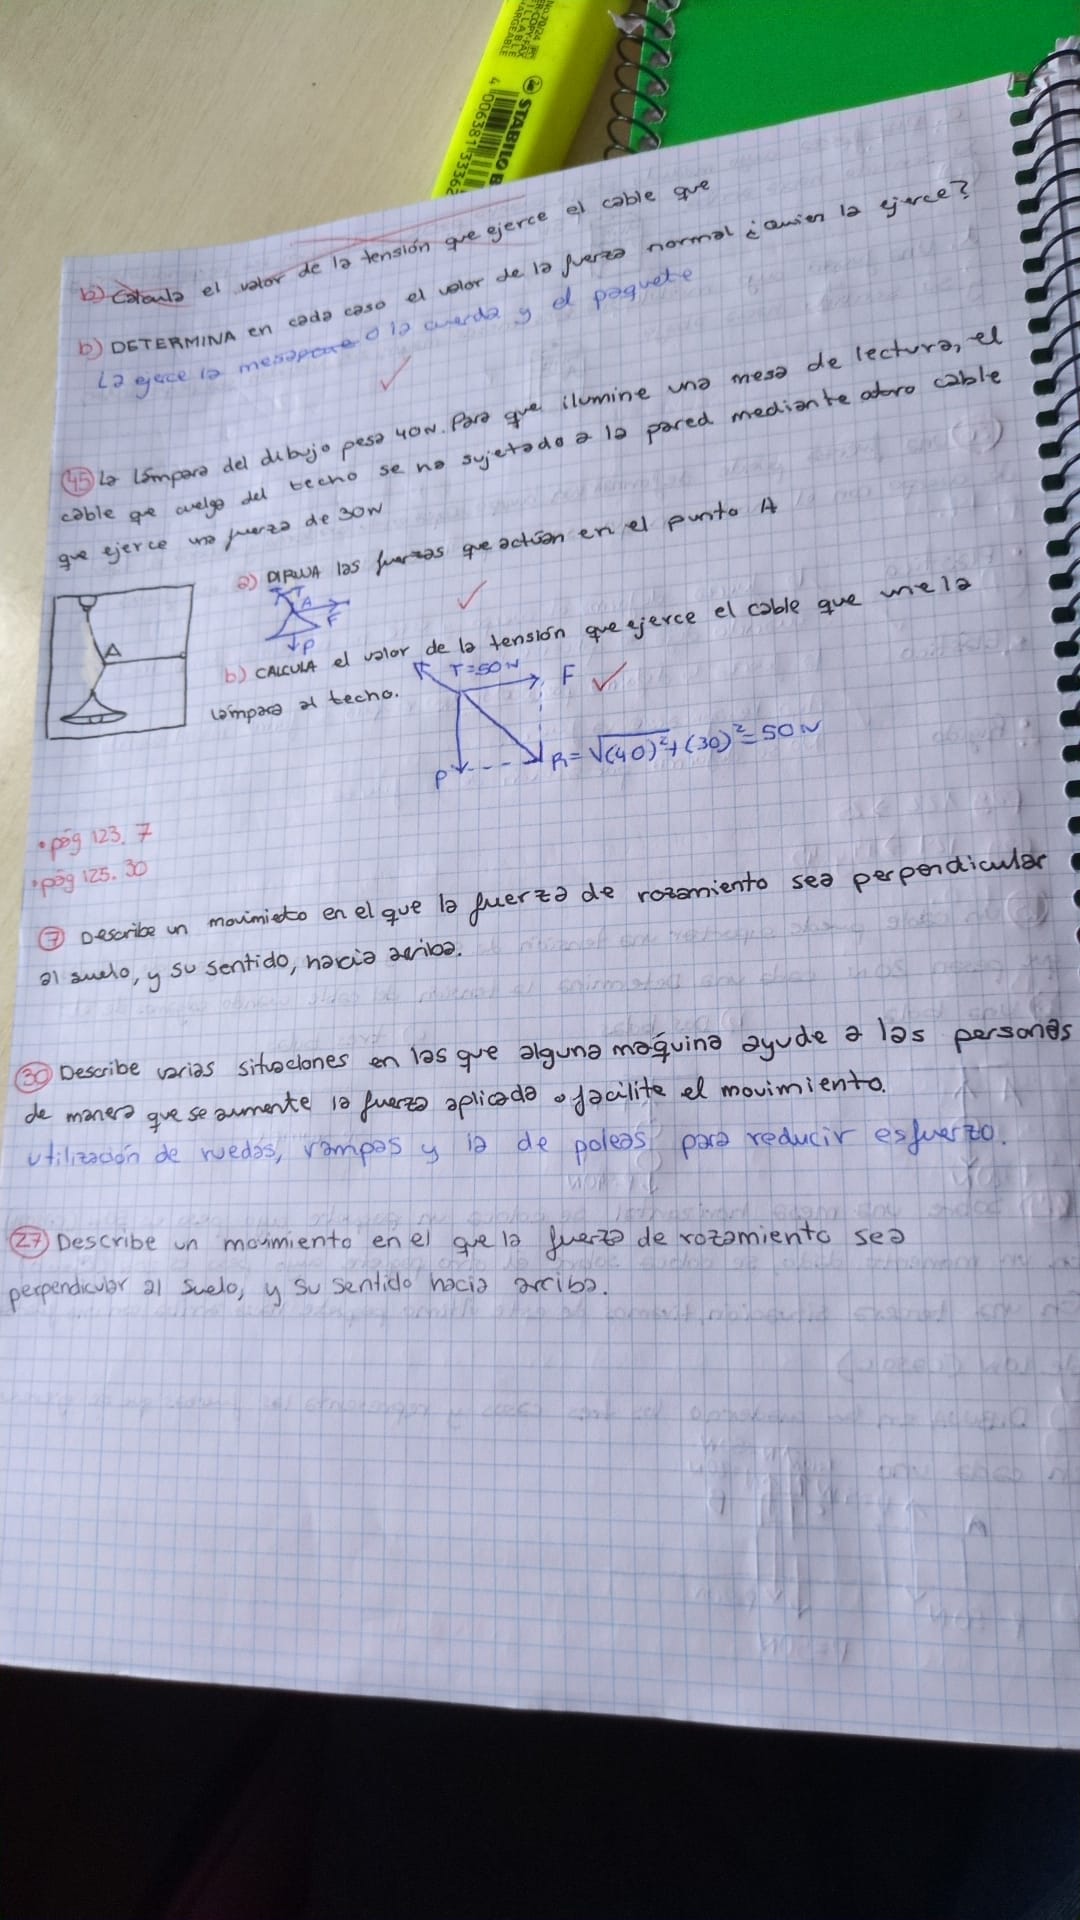 STABILO B
4 006381 3336
b) Calcula el valor de la tensión que ejerce el cable que
b) DETERMINA en cada caso el valor de la fuerza normal ¿Quien la ejerce?
La ejece la mesa o la cuerda y el paquete
45 La lámpara del dibujo pesa 40N. Para que ilumine una mesa de lectura, el
cable que cuelga del techo se ha sujetado a la pared mediante otro cable
que ejerce una fuerza de 30N
a) DIBUJA las fuerzas que actúan en el punto A
T
A
F
P
A
b) CALCULA el valor de la tensión que ejerce el cable que une la
lámpara al techo.
T=50N
F
P
R=√(40)²+(30)²=50N
• pág 123. 7
• pág 125. 30
7 Describe un movimieto en el que la fuerza de rozamiento sea perpendicular
al suelo, y su sentido, hacia arriba.
30 Describe varias situaciones en las que alguna máquina ayude a las personas
de manera que se aumente la fuerza aplicada o facilite el movimiento.
utilización de ruedas, rampas y la de poleas para reducir esfuerzo.
27 Describe un movimiento en el que la fuerza de rozamiento sea
perpendicular al suelo, y su sentido hacia arriba.